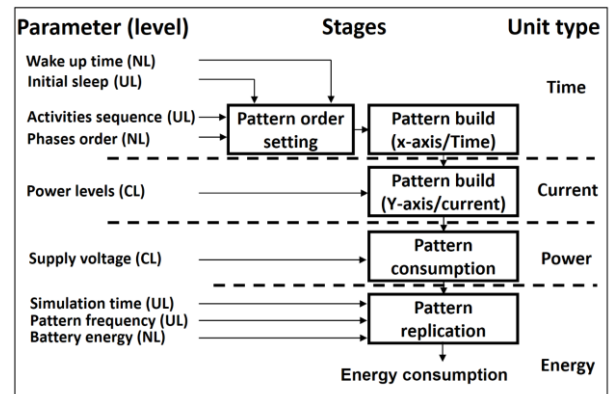 Parameter (level) Stages Unit type
Wake up time (NL)
Initial sleep (UL)
Time
Activities sequence (UL)
Phases order (NL)
Pattern order
setting
Pattern build
(x-axis/Time)
Power levels (CL)
Pattern build
(Y-axis/current)
Current
Supply voltage (CL)
Pattern
consumption
Power
Simulation time (UL)
Pattern frequency (UL)
Battery energy (NL)
Pattern
replication
Energy
Energy consumption